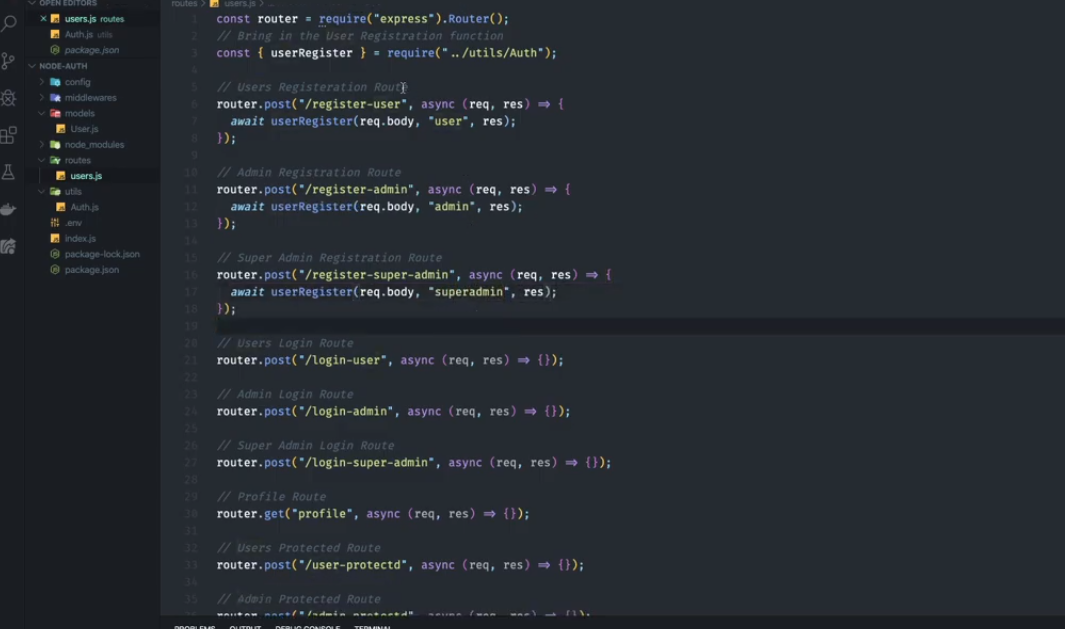 OPEN EDITORS
users.js routes
Auth.js utils
package.json
NODE-AUTH
config
middlewares
models
User.js
node_modules
routes
users.js
utils
Auth.js
.env
index.js
package-lock.json
package.json
routes > users.js > ...
1 const router = require("express").Router();
2 // Bring in the User Registration function
3 const { userRegister } = require("../utils/Auth");
4
5 // Users Registeration Route
6 router.post("/register-user", async (req, res) => {
7 await userRegister(req.body, "user", res);
8 });
9
10 // Admin Registration Route
11 router.post("/register-admin", async (req, res) => {
12 await userRegister(req.body, "admin", res);
13 });
14
15 // Super Admin Registration Route
16 router.post("/register-super-admin", async (req, res) => {
17 await userRegister(req.body, "superadmin", res);
18 });
19
20 // Users Login Route
21 router.post("/login-user", async (req, res) => {});
22
23 // Admin Login Route
24 router.post("/login-admin", async (req, res) => {});
25
26 // Super Admin Login Route
27 router.post("/login-super-admin", async (req, res) => {});
28
29 // Profile Route
30 router.get("profile", async (req, res) => {});
31
32 // Users Protected Route
33 router.post("/user-protectd", async (req, res) => {});
34
35 // Admin Protected Route
36 router.post("/admin-protectd", async (req, res) => {});
PROBLEMS OUTPUT DEBUG CONSOLE TERMINAL